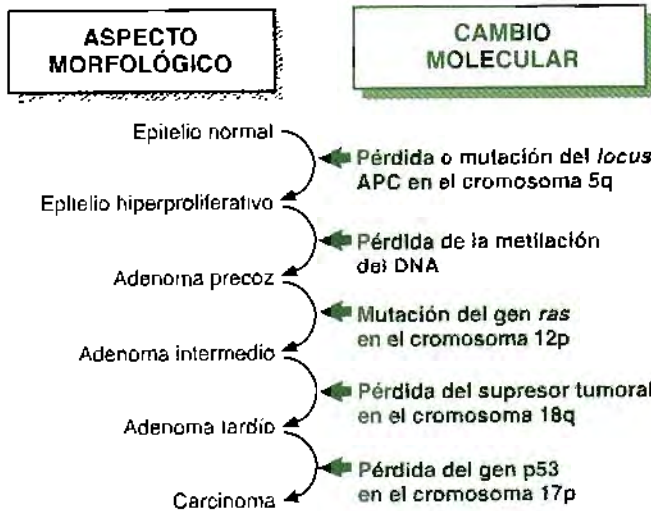 ASPECTO
MORFOLÓGICO
CAMBIO
MOLECULAR
Epitelio normal
Pérdida o mutación del locus
APC en el cromosoma 5q
Epitelio hiperproliferativo
Pérdida de la metilación
del DNA
Adenoma precoz
Mutación del gen ras
en el cromosoma 12p
Adenoma intermedio
Pérdida del supresor tumoral
en el cromosoma 18q
Adenoma tardío
Pérdida del gen p53
en el cromosoma 17p
Carcinoma